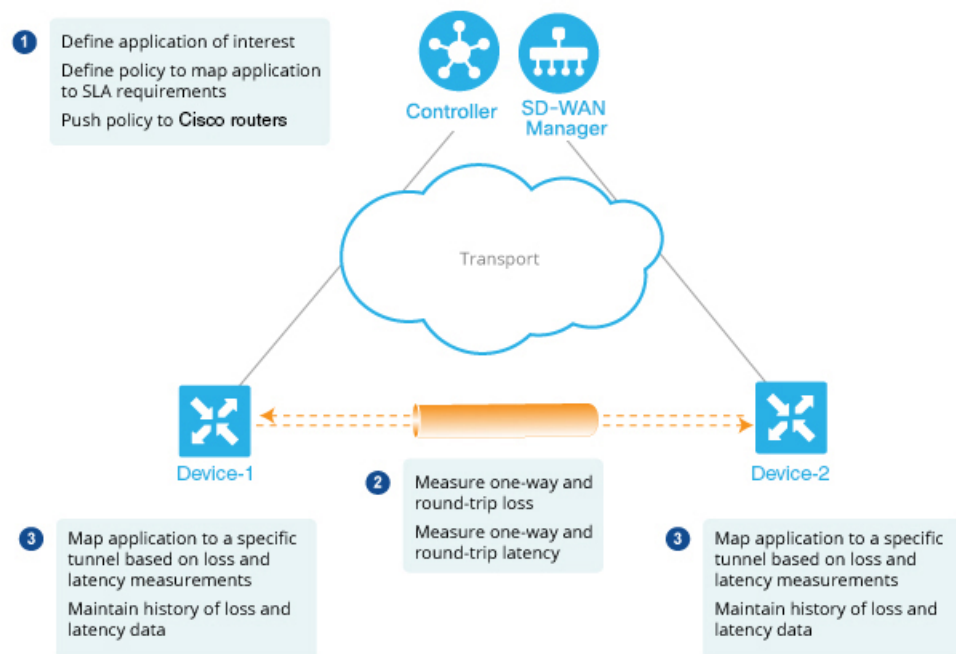 1
Define application of interest
Define policy to map application
to SLA requirements
Push policy to Cisco routers
Controller
SD-WAN
Manager
Transport
Device-1
Device-2
2
Measure one-way and
round-trip loss
Measure one-way and
round-trip latency
3
Map application to a specific
tunnel based on loss and
latency measurements
Maintain history of loss and
latency data
3
Map application to a specific
tunnel based on loss and
latency measurements
Maintain history of loss and
latency data